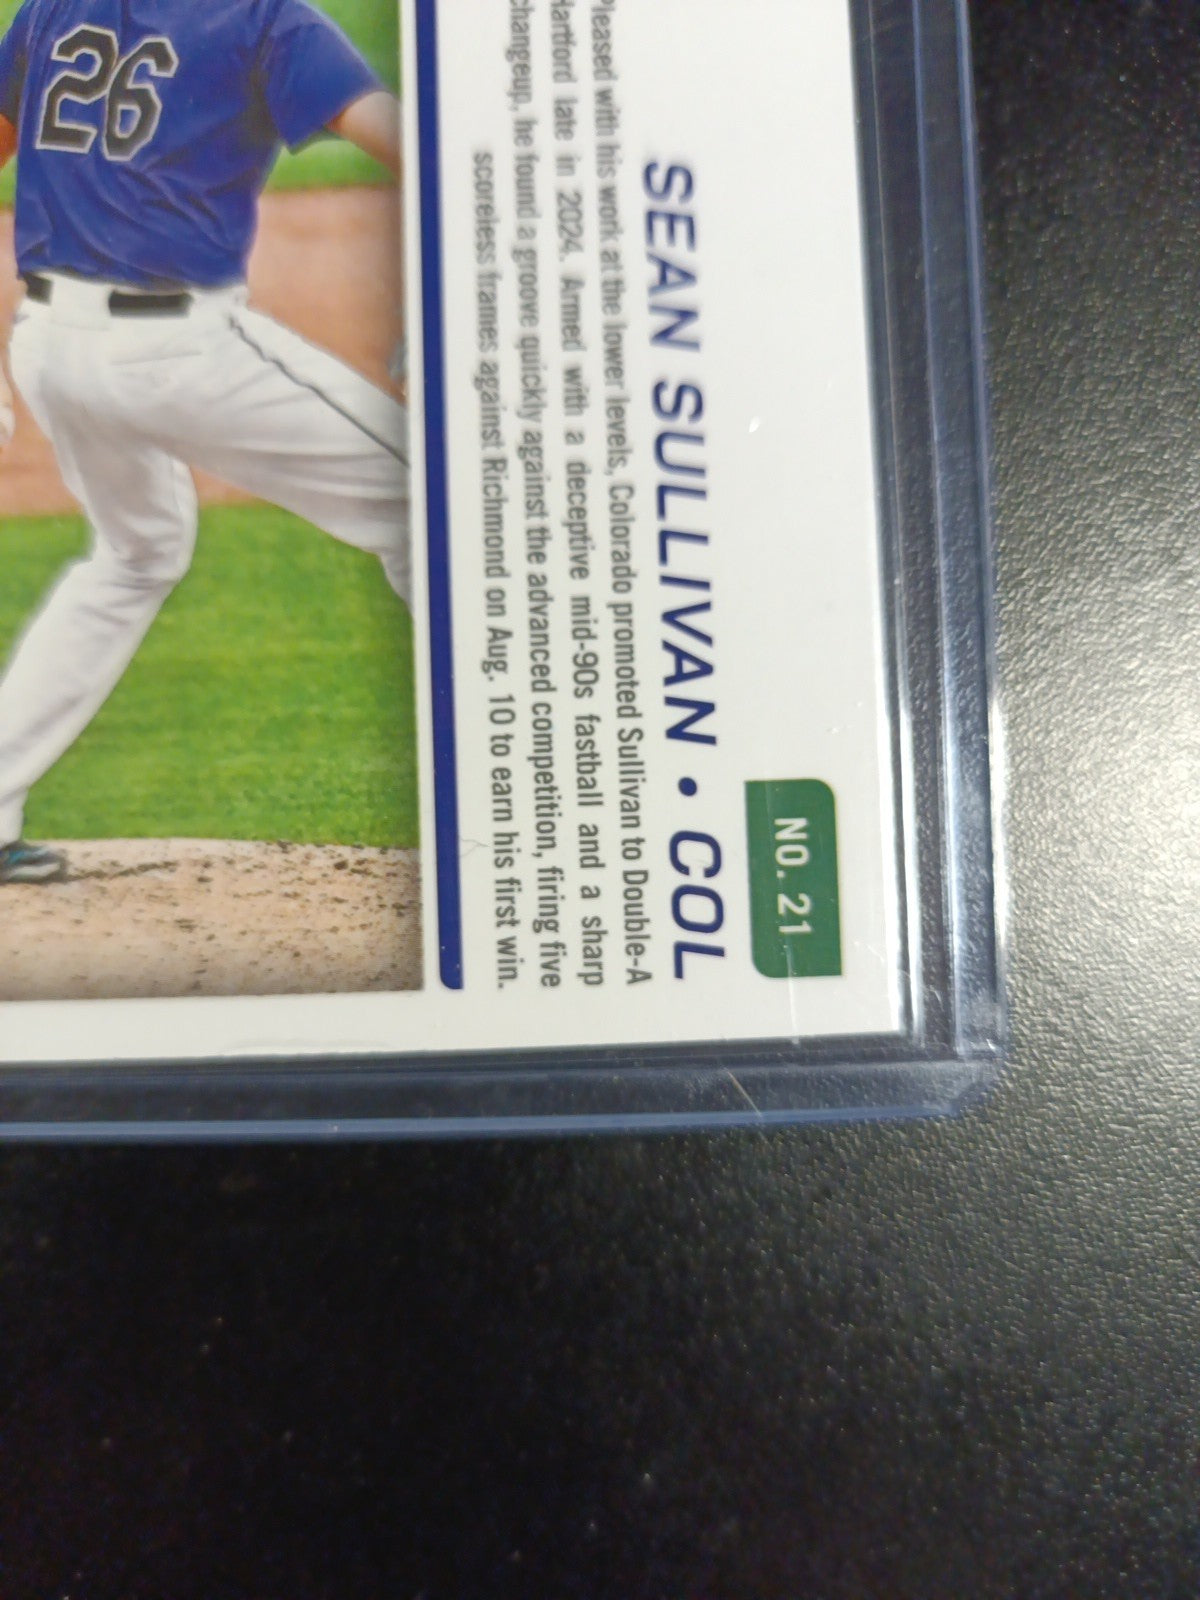 NO. 21
SEAN SULLIVAN • COL
Pleased with his work at the lower levels, Colorado promoted Sullivan to Double-A
Hartford late in 2024. Armed with a deceptive mid-90s fastball and a sharp
changeup, he found a groove quickly against the advanced competition, firing five
scoreless frames against Richmond on Aug. 10 to earn his first win.
26